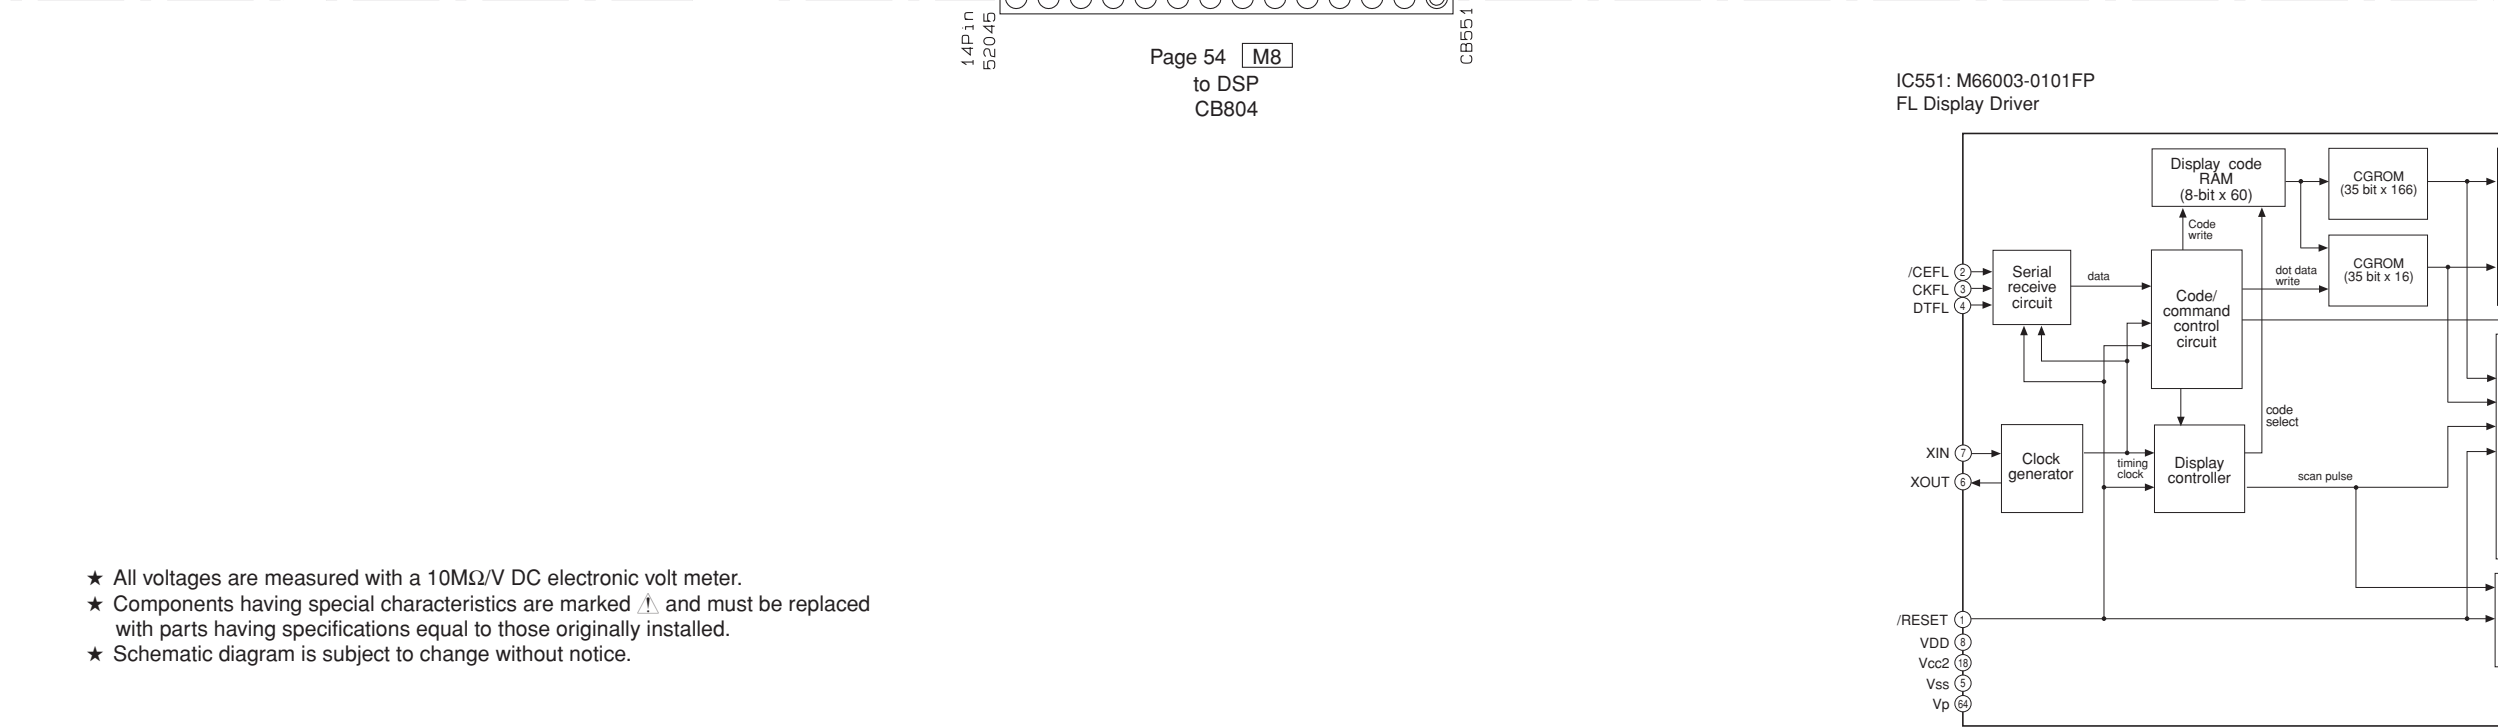 14Pin
52045
CB551
Page 54 M8
to DSP
CB804
IC551: M66003-0101FP
FL Display Driver
Display code
RAM
(8-bit x 60)
CGROM
(35 bit x 166)
Code
write
CGROM
(35 bit x 16)
dot data
write
/CEFL 2
CKFL 3
DTFL 4
Serial
receive
circuit
data
Code/
command
control
circuit
code
select
XIN 7
XOUT 6
Clock
generator
timing
clock
Display
controller
scan pulse
/RESET 1
VDD 8
Vcc2 18
Vss 5
Vp 64
★ All voltages are measured with a 10MΩ/V DC electronic volt meter.
★ Components having special characteristics are marked ⚠ and must be replaced
with parts having specifications equal to those originally installed.
★ Schematic diagram is subject to change without notice.